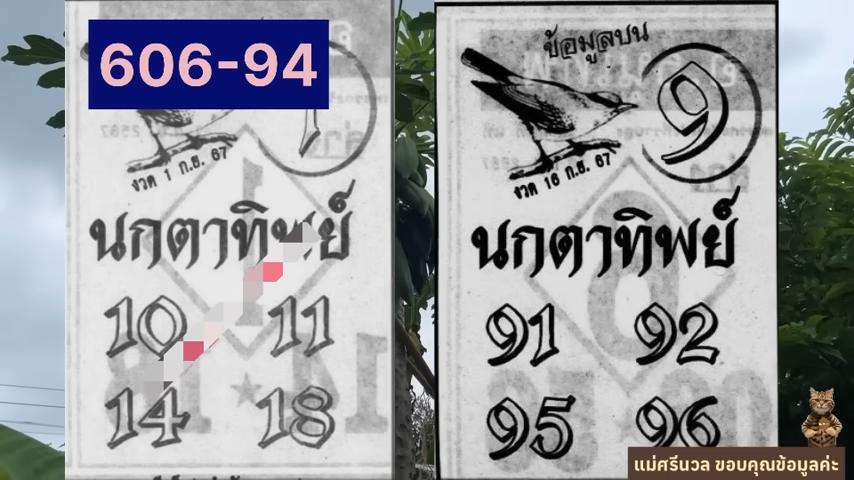 606-94
1
งวด 1 ก.ย. 67
นกตาทิพย์
10 11
14 18
ข้อมูลบน
9
งวด 16 ก.ย. 67
นกตาทิพย์
91 92
95 96
แม่ศรีนวล ขอบคุณข้อมูลค่ะ